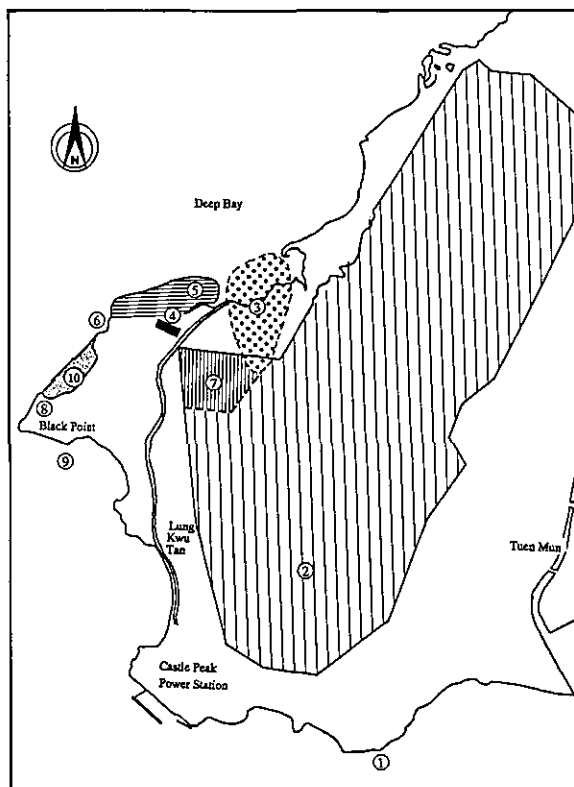 N
Deep Bay
⑤
④
③
⑥
⑩
⑦
⑧
Black Point
⑨
Lung
Kwu
Tan
②
Tuen Mun
Castle Peak
Power Station
①